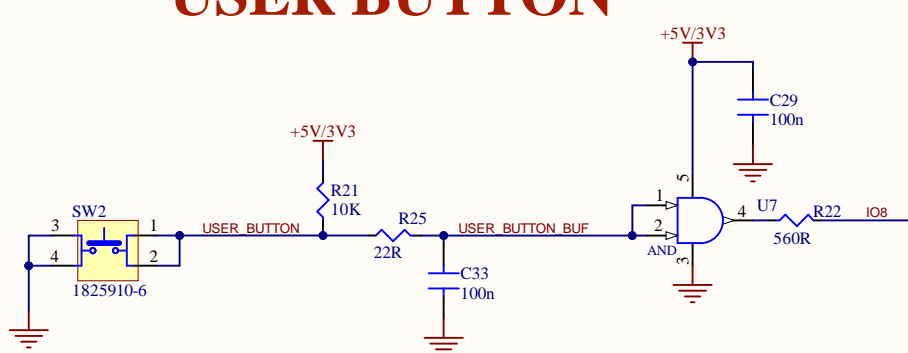 USER BUTTON
+5V/3V3
C29
100n
+5V/3V3
R21
10K
5
SW2
3
4
1
2
1825910-6
USER_BUTTON
R25
22R
USER_BUTTON_BUF
C33
100n
1
2
AND
3
4
U7
R22
560R
IO8